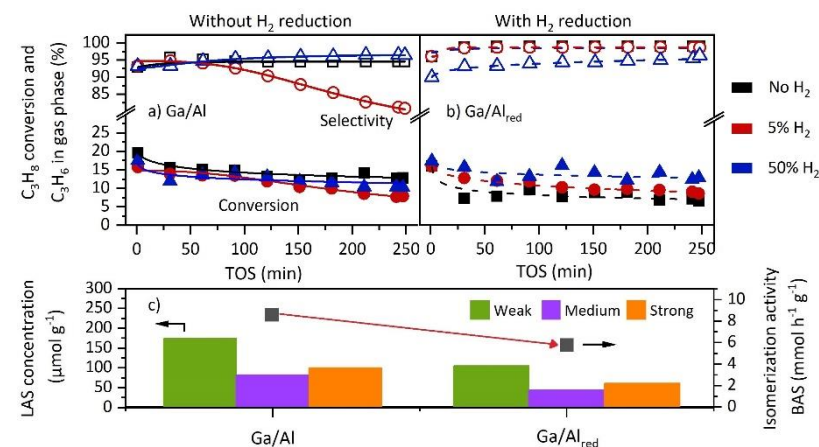 Without H2 reduction
With H2 reduction
C3H8 conversion and
C3H6 in gas phase (%)
100
95
90
85
25
20
15
10
5
0
a) Ga/Al
Selectivity
Conversion
b) Ga/Alred
No H2
5% H2
50% H2
0 50 100 150 200 250
0 50 100 150 200 250
TOS (min)
TOS (min)
LAS concentration
(μmol g-1)
300
250
200
150
100
50
0
c)
Weak
Medium
Strong
10
8
6
4
2
0
Isomerization activity
BAS (mmol h-1 g-1)
Ga/Al
Ga/Alred